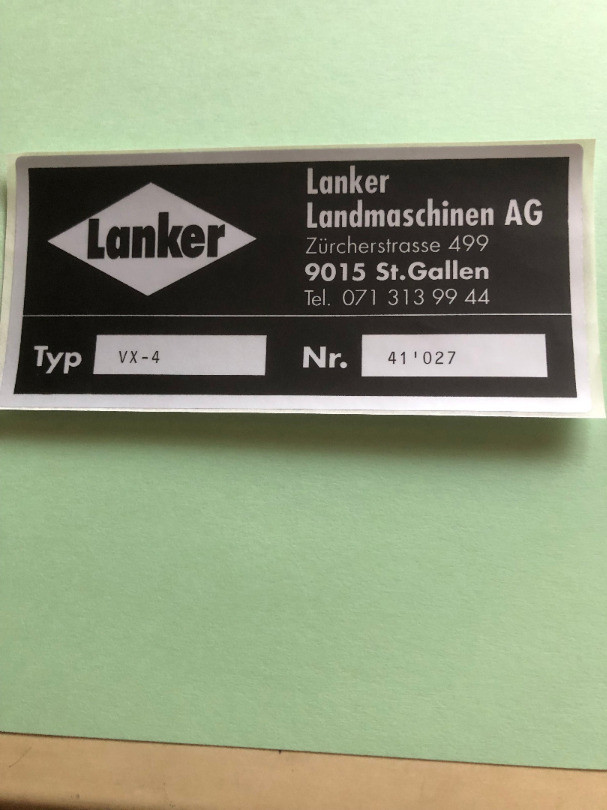 Lanker
Lanker
Landmaschinen AG
Zürcherstrasse 499
9015 St.Gallen
Tel. 071 313 99 44
Typ VX-4 Nr. 41'027